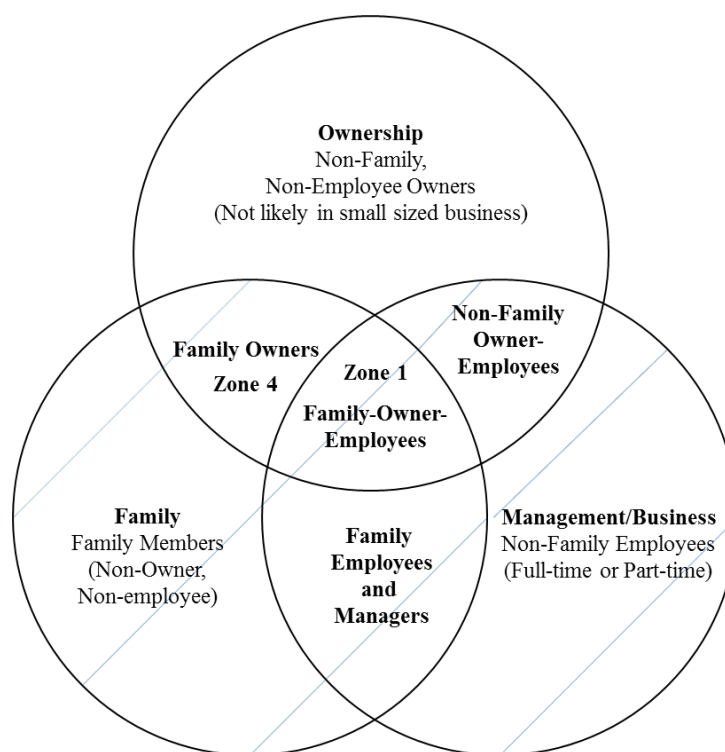 Ownership
Non-Family,
Non-Employee Owners
(Not likely in small sized business)
Non-Family
Owner-
Employees
Family Owners
Zone 4
Zone 1
Family-Owner-
Employees
Family
Family Members
(Non-Owner,
Non-employee)
Family
Employees
and
Managers
Management/Business
Non-Family Employees
(Full-time or Part-time)